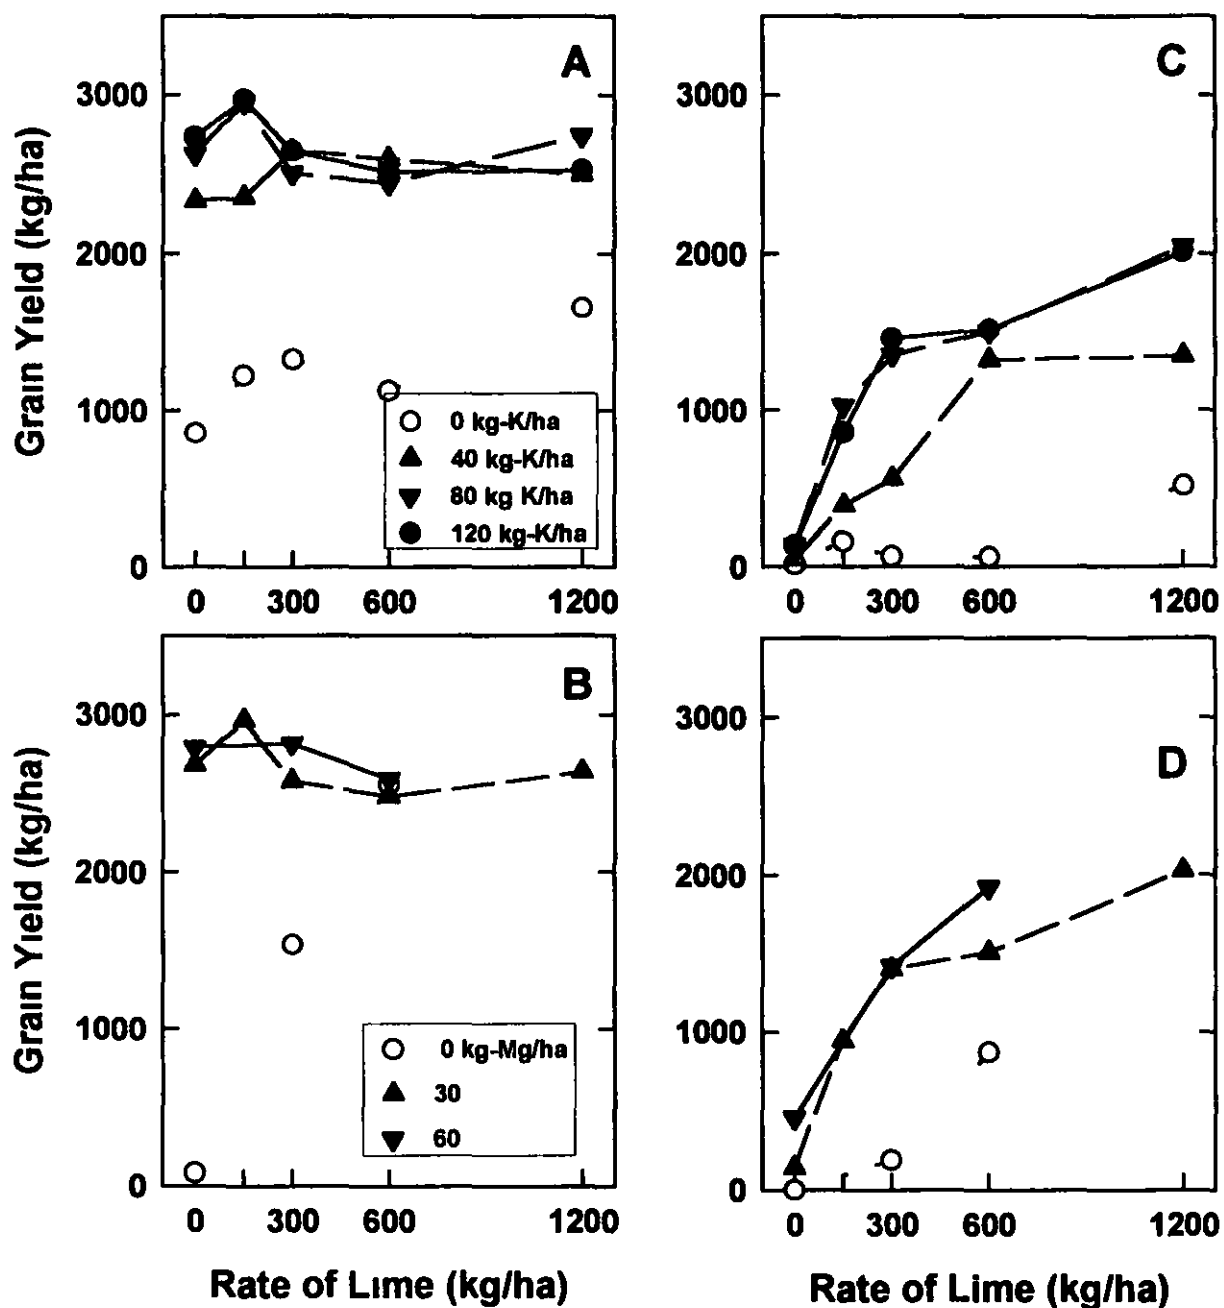 A
3000
2000
1000
0
Grain Yield (kg/ha)
0 kg-K/ha
40 kg-K/ha
80 kg K/ha
120 kg-K/ha
0 300 600 1200
C
3000
2000
1000
0
0 300 600 1200
B
3000
2000
1000
0
Grain Yield (kg/ha)
0 kg-Mg/ha
30
60
0 300 600 1200
Rate of Lime (kg/ha)
D
3000
2000
1000
0
0 300 600 1200
Rate of Lime (kg/ha)